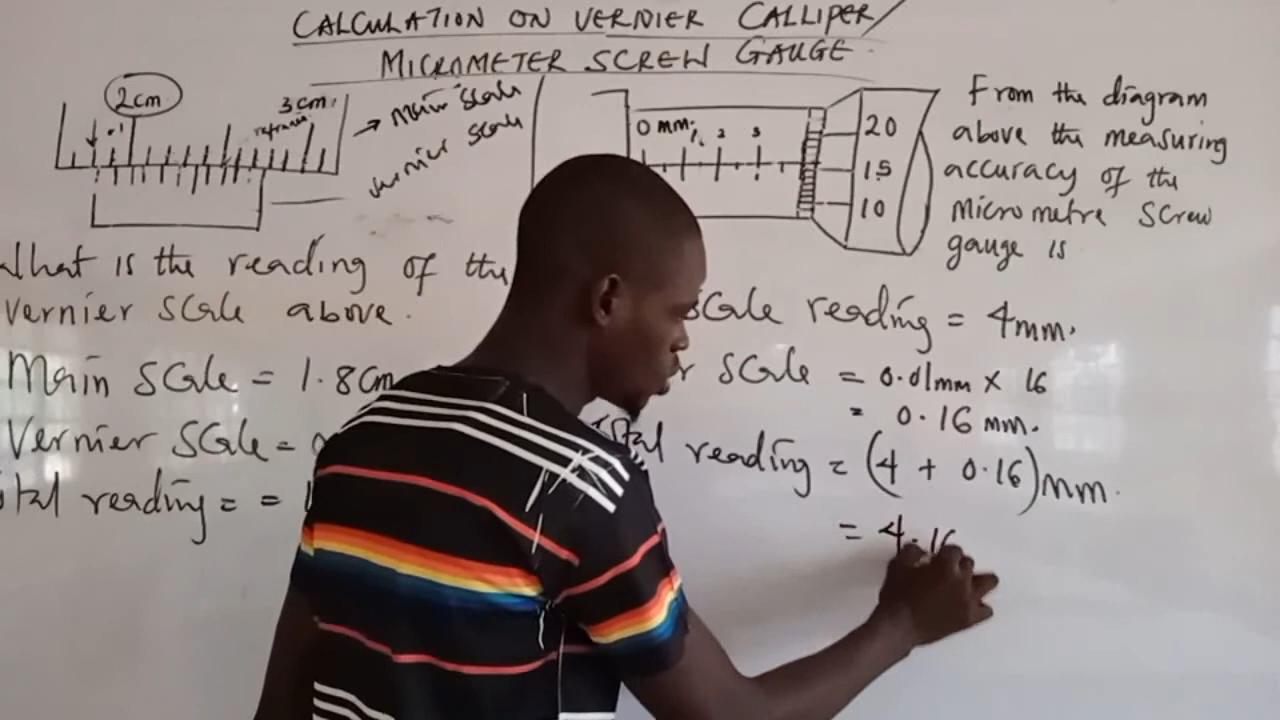 CALCULATION ON VERNIER CALLIPER/
MICROMETER SCREW GAUGE
2cm
3cm
Main scale
Vernier scale
0 mm
1
2
3
20
15
10
From the diagram
above the measuring
accuracy of the
Micrometre Screw
gauge is
What is the reading of the
Vernier scale above.
Main scale = 1.8cm
Vernier scale =
reading = =
scale reading = 4mm.
scale = 0.01mm x 16
= 0.16 mm.
reading = (4 + 0.16)mm.
= 4.16